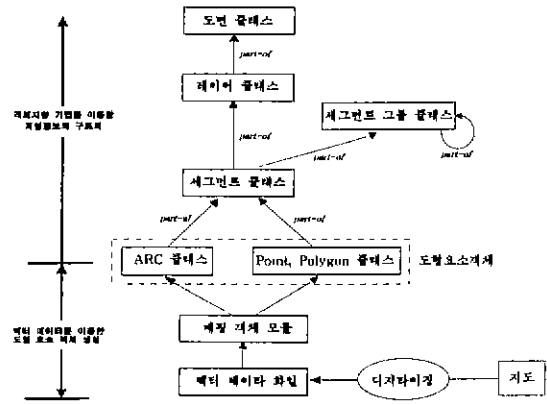 도면 클래스
part-of
레이어 클래스
객체지향 기법을 이용한
지형정보의 구조화
part-of
세그먼트 그룹 클래스
part-of
part-of
세그먼트 클래스
part-of
part-of
ARC 클래스
Point, Polygon 클래스
도형요소객체
벡터 데이타를 이용한
도형 요소 객체 생성
매핑 객체 모듈
벡터 데이타 화일
디지타이징
지도